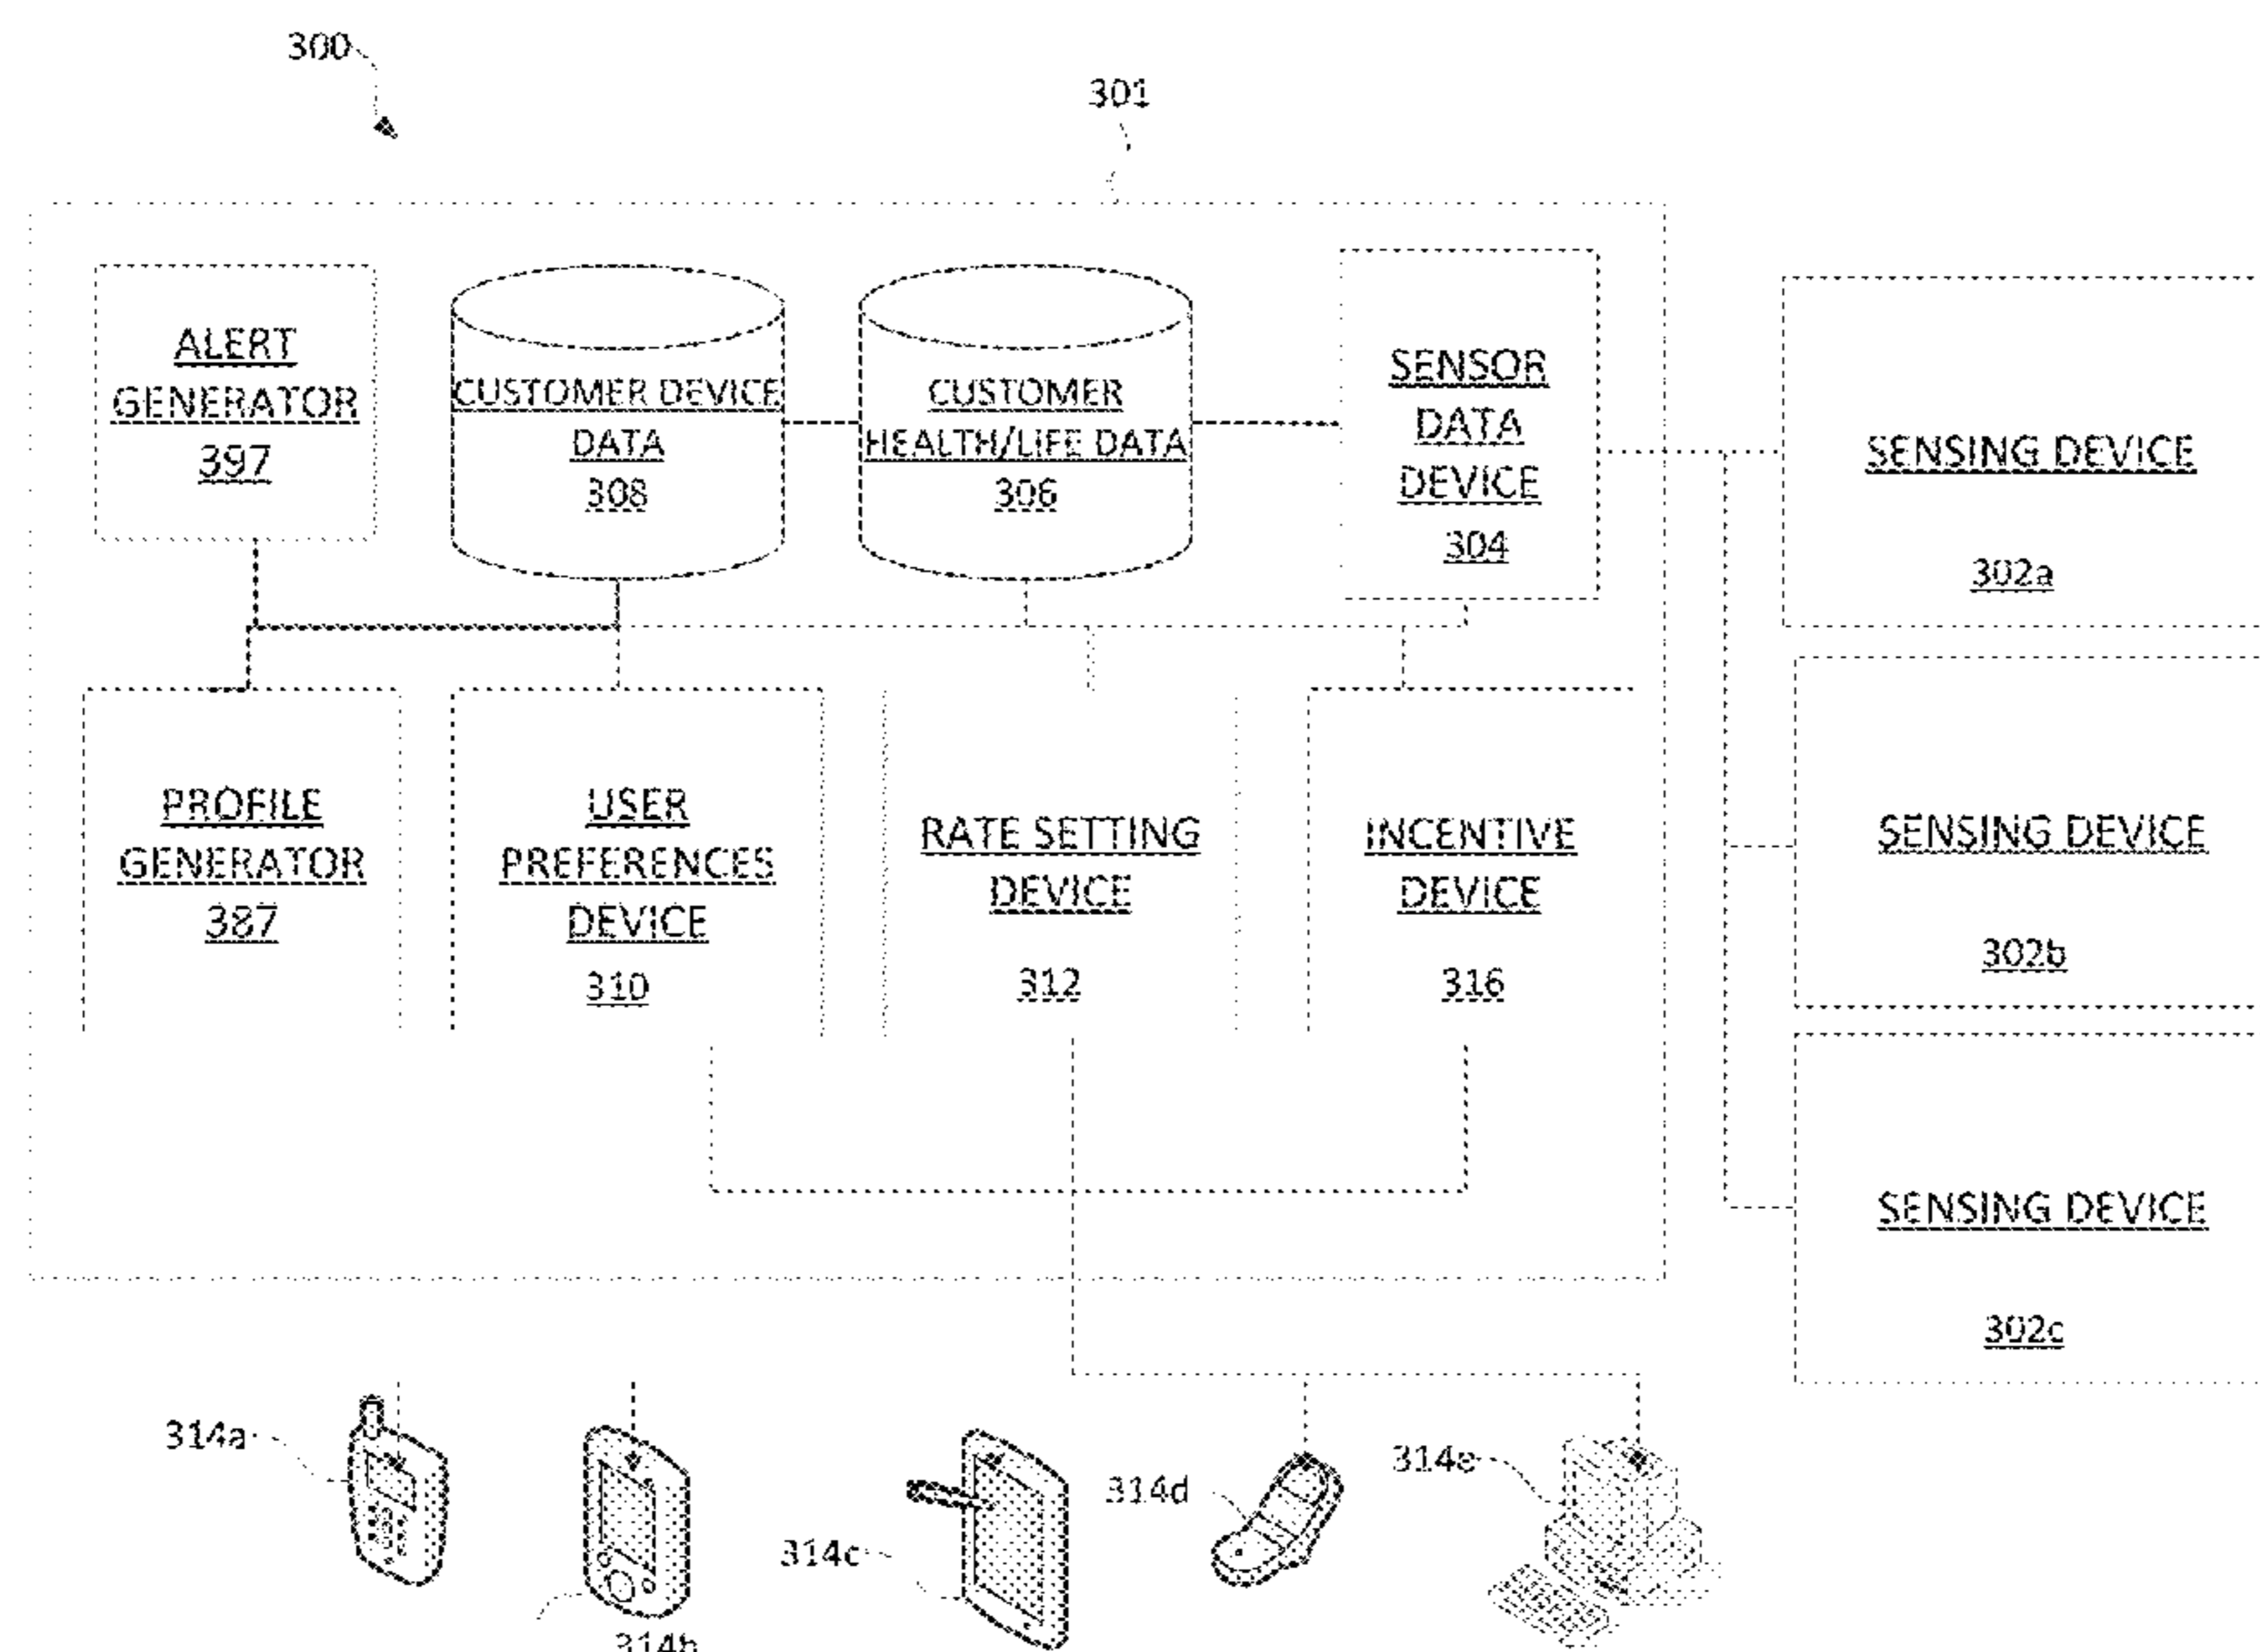 300
301
ALERT
GENERATOR
397
CUSTOMER DEVICE
DATA
308
CUSTOMER
HEALTH/LIFE DATA
306
SENSOR
DATA
DEVICE
304
SENSING DEVICE
302a
PROFILE
GENERATOR
387
USER
PREFERENCES
DEVICE
310
RATE SETTING
DEVICE
312
INCENTIVE
DEVICE
316
SENSING DEVICE
302b
SENSING DEVICE
302c
314a
314b
314c
314d
314e